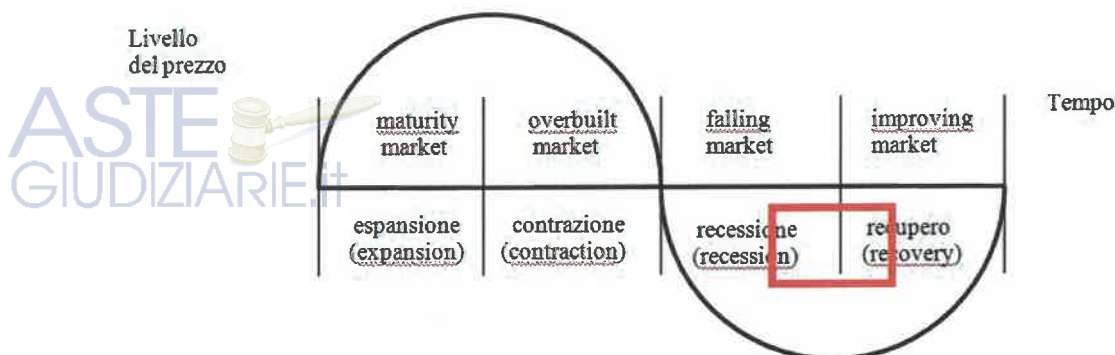 Livello
del prezzo
ASTE
GIUDIZIARIE.it
Tempo
maturity
market
overbuilt
market
falling
market
improving
market
espansione
(expansion)
contrazione
(contraction)
recessione
(recession)
recupero
(recovery)